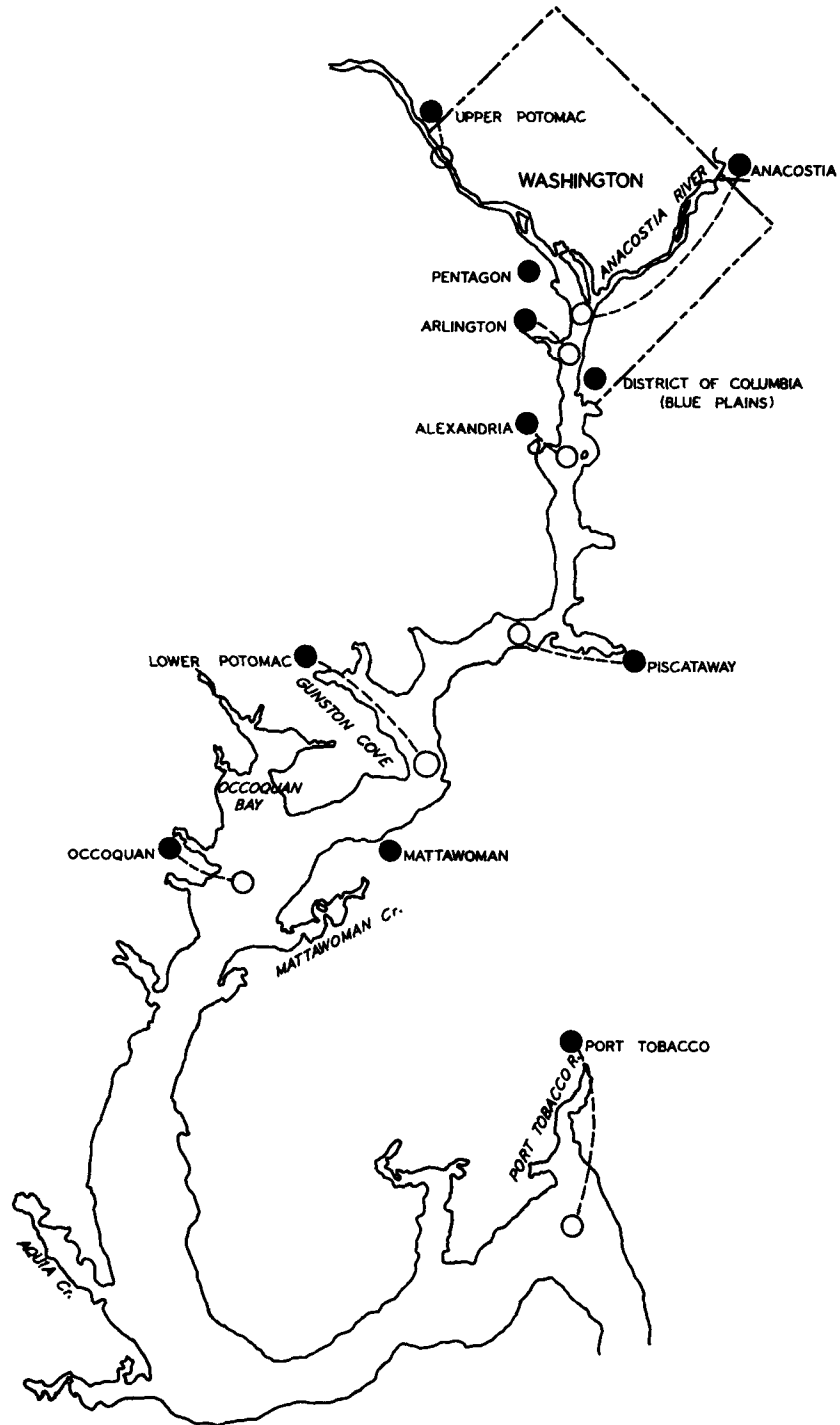 UPPER POTOMAC
WASHINGTON
ANACOSTIA
ANACOSTIA RIVER
PENTAGON
ARLINGTON
DISTRICT OF COLUMBIA
(BLUE PLAINS)
ALEXANDRIA
LOWER POTOMAC
PISCATAWAY
GUNSTON COVE
OCCOQUAN
BAY
OCCOQUAN
MATTAWOMAN
MATTAWOMAN Cr.
PORT TOBACCO
PORT TOBACCO R.
AQUIA Cr.